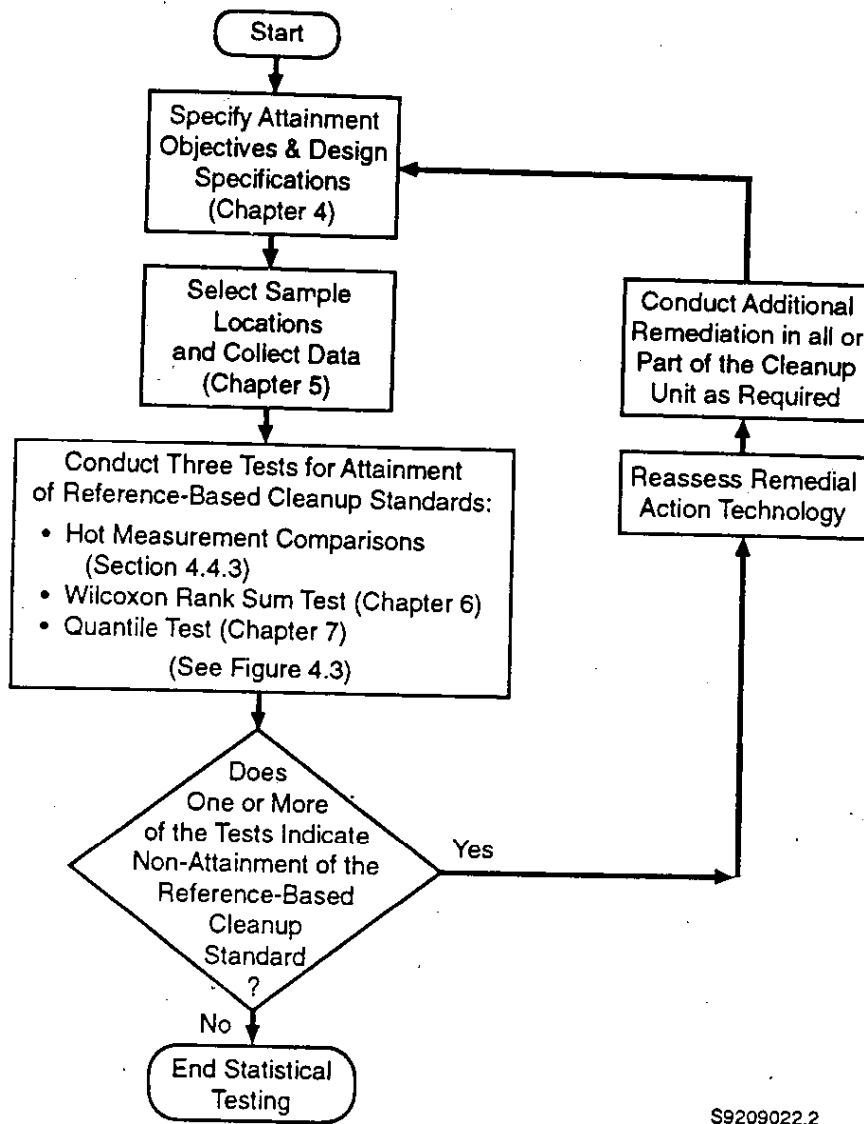 Start
Specify Attainment
Objectives & Design
Specifications
(Chapter 4)
Select Sample
Locations
and Collect Data
(Chapter 5)
Conduct Three Tests for Attainment
of Reference-Based Cleanup Standards:
• Hot Measurement Comparisons
(Section 4.4.3)
• Wilcoxon Rank Sum Test (Chapter 6)
• Quantile Test (Chapter 7)
(See Figure 4.3)
Does
One or More
of the Tests Indicate
Non-Attainment of the
Reference-Based
Cleanup
Standard
?
Yes
No
End Statistical
Testing
Conduct Additional
Remediation in all or
Part of the Cleanup
Unit as Required
Reassess Remedial
Action Technology
S9209022.2